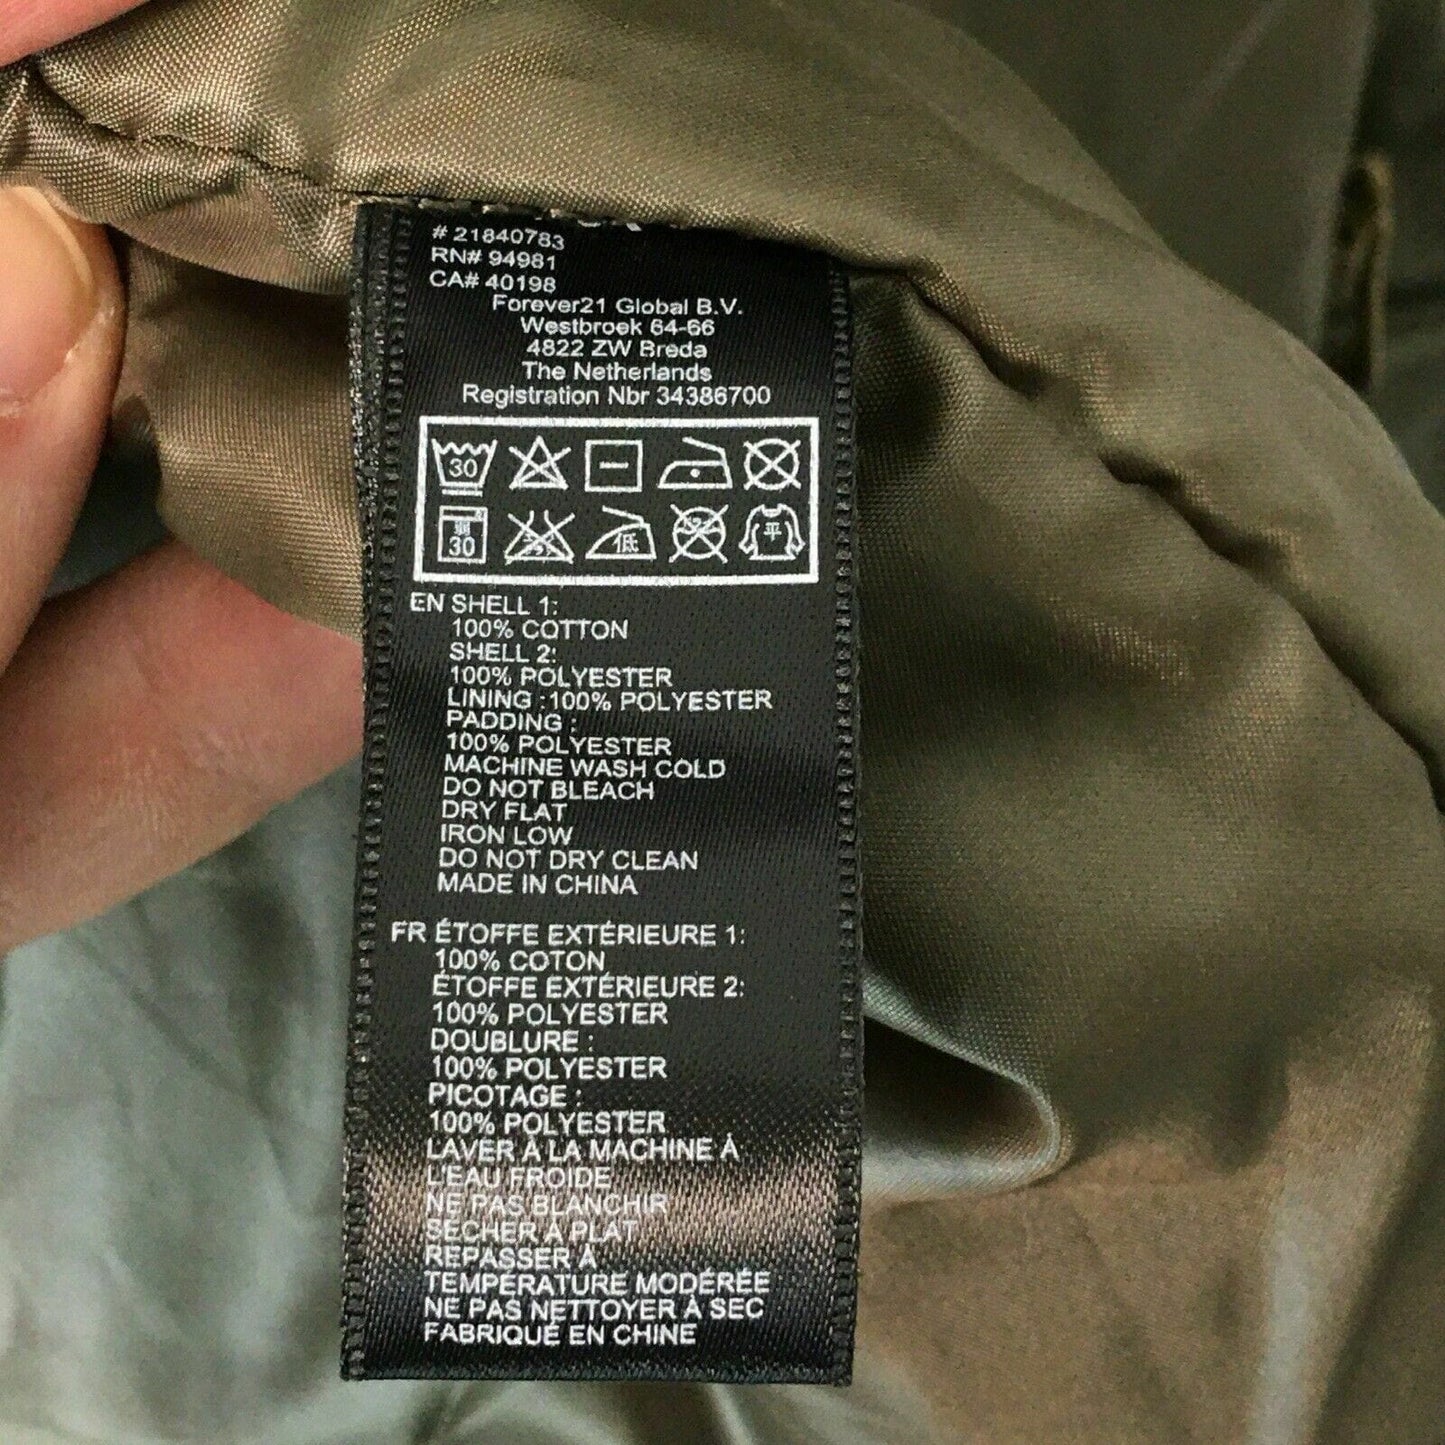 # 21840783
RN# 94981
CA# 40198
Forever21 Global B.V.
Westbroek 64-66
4822 ZW Breda
The Netherlands
Registration Nbr 34386700
30
弱
30
低
平
EN SHELL 1:
100% COTTON
SHELL 2:
100% POLYESTER
LINING :100% POLYESTER
PADDING :
100% POLYESTER
MACHINE WASH COLD
DO NOT BLEACH
DRY FLAT
IRON LOW
DO NOT DRY CLEAN
MADE IN CHINA
FR ÉTOFFE EXTÉRIEURE 1:
100% COTON
ÉTOFFE EXTÉRIEURE 2:
100% POLYESTER
DOUBLURE :
100% POLYESTER
PICOTAGE :
100% POLYESTER
LAVER À LA MACHINE À
L'EAU FROIDE
NE PAS BLANCHIR
SÉCHER À PLAT
REPASSER À
TEMPÉRATURE MODÉRÉE
NE PAS NETTOYER À SEC
FABRIQUÉ EN CHINE